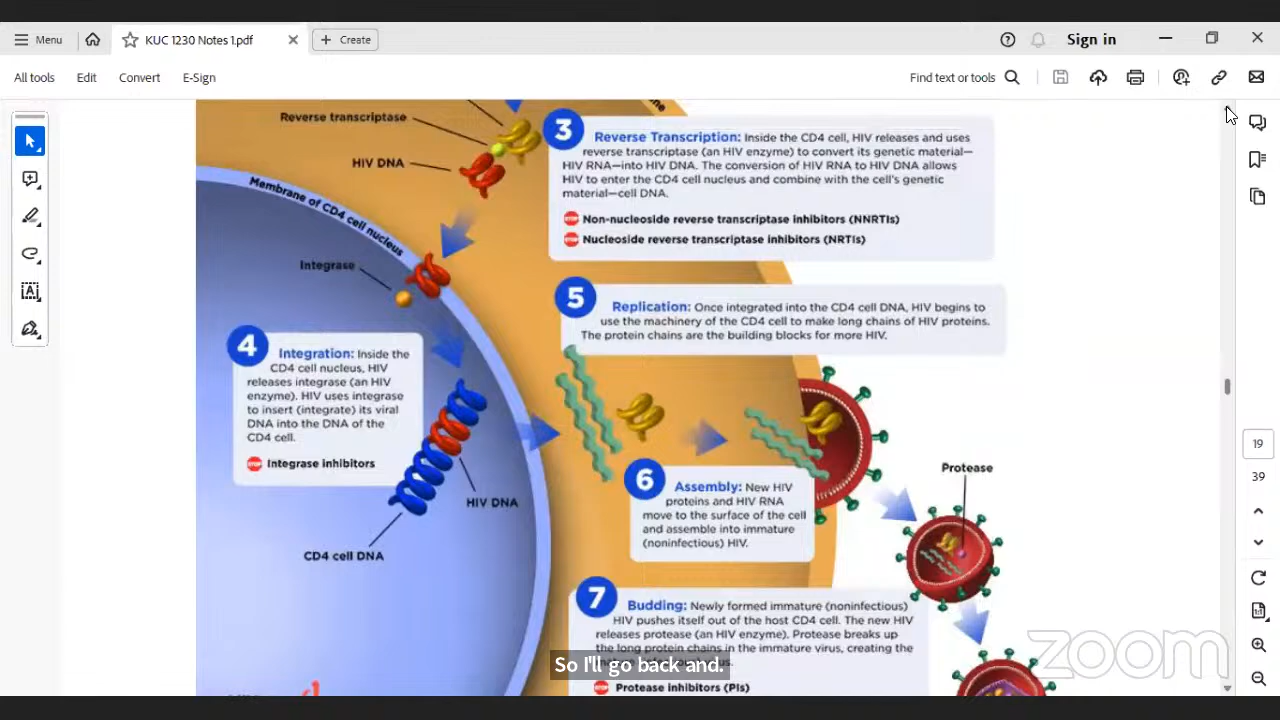 Menu
KUC 1230 Notes 1.pdf
Create
Sign in
All tools
Edit
Convert
E-Sign
Find text or tools
Reverse transcriptase
HIV DNA
3
Reverse Transcription: Inside the CD4 cell, HIV releases and uses
reverse transcriptase (an HIV enzyme) to convert its genetic material—
HIV RNA—into HIV DNA. The conversion of HIV RNA to HIV DNA allows
HIV to enter the CD4 cell nucleus and combine with the cell's genetic
material—cell DNA.
STOP Non-nucleoside reverse transcriptase inhibitors (NNRTIs)
STOP Nucleoside reverse transcriptase inhibitors (NRTIs)
Membrane of CD4 cell nucleus
Integrase
5
Replication: Once integrated into the CD4 cell DNA, HIV begins to
use the machinery of the CD4 cell to make long chains of HIV proteins.
The protein chains are the building blocks for more HIV.
4
Integration: Inside the
CD4 cell nucleus, HIV
releases integrase (an HIV
enzyme). HIV uses integrase
to insert (integrate) its viral
DNA into the DNA of the
CD4 cell.
STOP Integrase inhibitors
HIV DNA
CD4 cell DNA
6
Assembly: New HIV
proteins and HIV RNA
move to the surface of the cell
and assemble into immature
(noninfectious) HIV.
Protease
7
Budding: Newly formed immature (noninfectious)
HIV pushes itself out of the host CD4 cell. The new HIV
releases protease (an HIV enzyme). Protease breaks up
the long protein chains in the immature virus, creating the
STOP Protease inhibitors (PIs)
So I'll go back and.
19
39
zoom